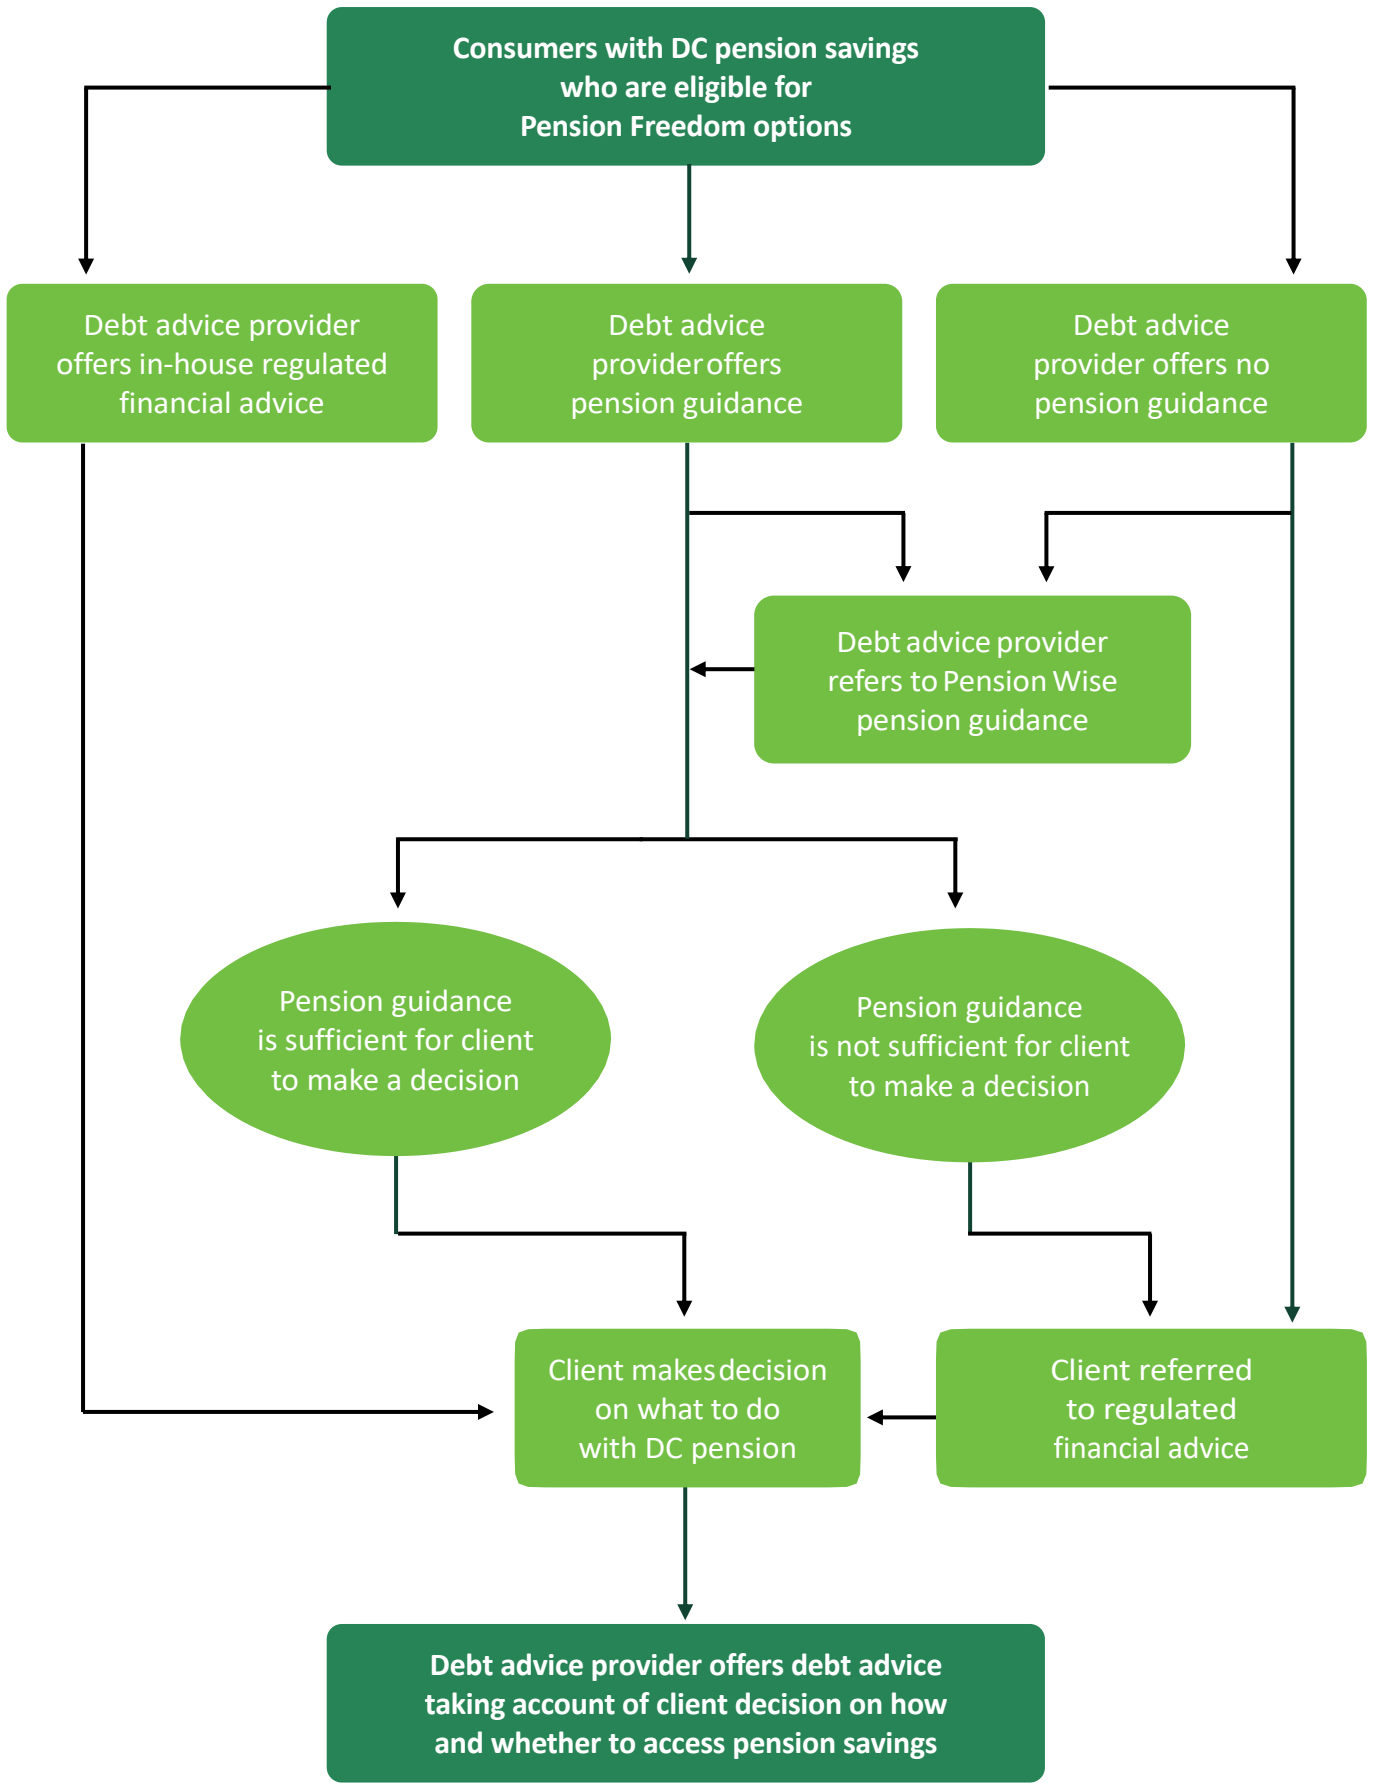 Consumers with DC pension savings
who are eligible for
Pension Freedom options
Debt advice provider
offers in-house regulated
financial advice
Debt advice
provider offers
pension guidance
Debt advice
provider offers no
pension guidance
Debt advice provider
refers to Pension Wise
pension guidance
Pension guidance
is sufficient for client
to make a decision
Pension guidance
is not sufficient for client
to make a decision
Client makes decision
on what to do
with DC pension
Client referred
to regulated
financial advice
Debt advice provider offers debt advice
taking account of client decision on how
and whether to access pension savings